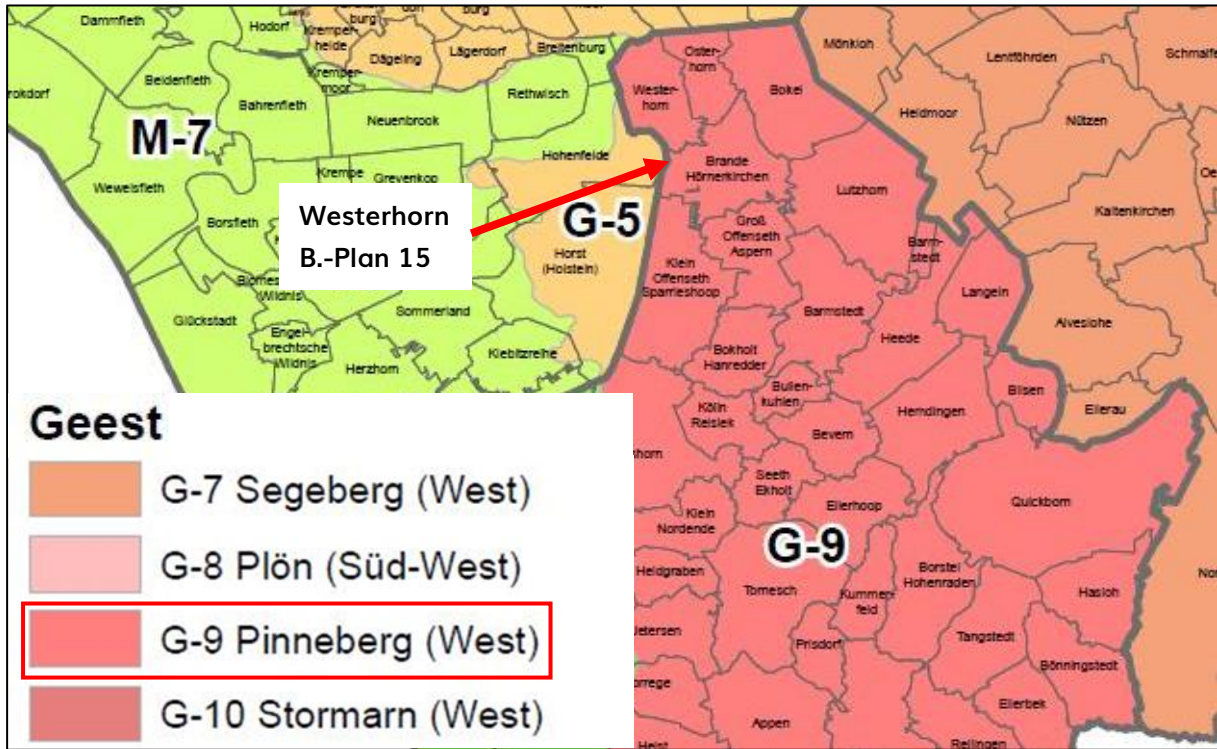 Dammfleth
Hodorf
burg
Kremper-
heide
Dägeling
Lägerdorf
Breitenburg
burg
Oster-
horn
Mönkloh
Lentföhrden
Beidenfleth
Kremper-
moor
Rethwisch
Wester-
horn
Bokel
Bahrenfleth
Neuenbrook
Heidmoor
Nützen
M-7
Hohenfelde
Brande
Hörnerkirchen
Lutzhorn
Wewelsfleth
Krempe
Grevenkop
Borsfleth
Westerhorn
B.-Plan 15
G-5
Groß
Offenseth
Aspern
Kaltenkirchen
Horst
(Holstein)
Klein
Offenseth
Sparrieshoop
Barm-
stedt
Langeln
Wildnis
Glückstadt
Sommerland
Barmstedt
Alveslohe
Engel-
brechtsche
Wildnis
Herzhorn
Kiebitzreihe
Bokholt
Hanredder
Heede
Bullen-
kuhlen
Bilsen
Ellerau
Kölln
Reisiek
Hemdingen
Bevern
Seeth
Ekholt
Ellerhoop
Quickborn
Klein
Nordende
G-9
Heidgraben
Tornesch
Kummer-
feld
Borstel
Hohenraden
Hasloh
Prisdorf
Tangstedt
Bönningstedt
Ellerbek
Appen
Rellingen
Geest
G-7 Segeberg (West)
G-8 Plön (Süd-West)
G-9 Pinneberg (West)
G-10 Stormarn (West)